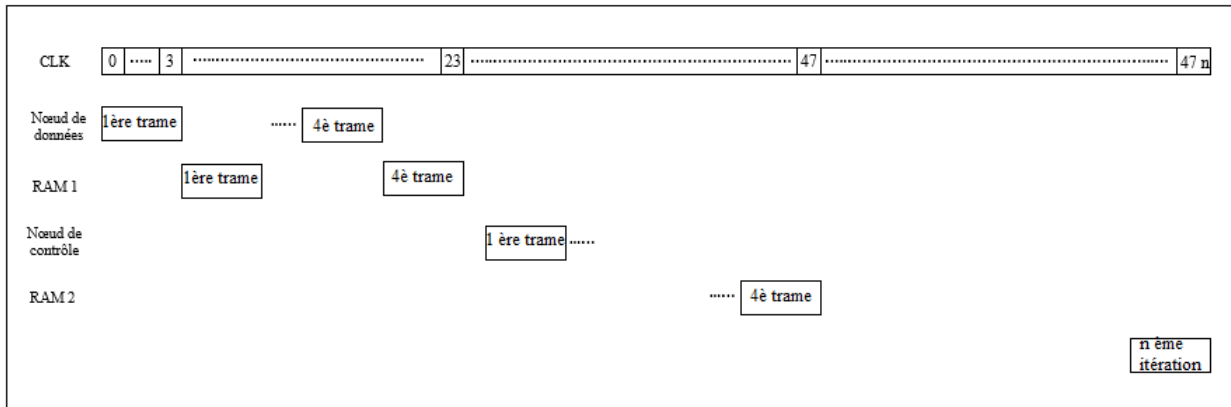 CLK 0 ..... 3 ........ 23 ........ 47 ........ 47 n
Nœud de
données
1ère trame ...... 4è trame
RAM 1 1ère trame 4è trame
Nœud de
contrôle
1 ère trame ......
RAM 2 ...... 4è trame
n ème
itération